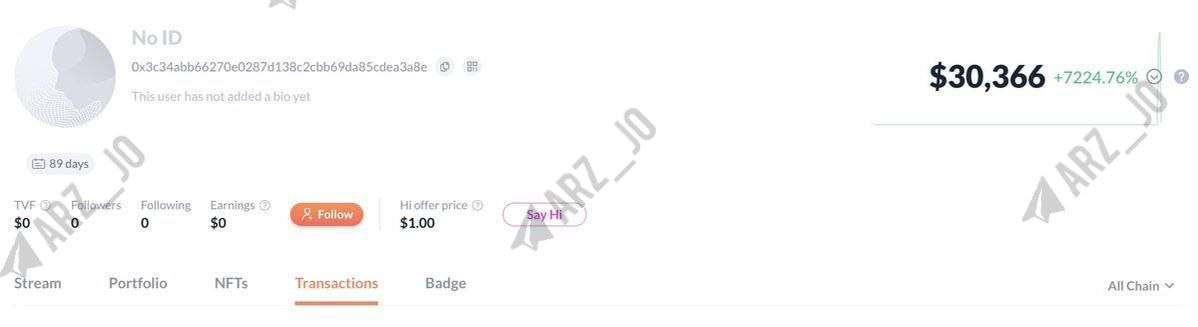 No ID
0x3c34abb66270e0287d138c2cbb69da85cdea3a8e
This user has not added a bio yet
$30,366 +7224.76%
89 days
TVF Followers Following Earnings Follow Hi offer price Say Hi
$0 0 0 $0 $1.00
Stream Portfolio NFTs Transactions Badge All Chain
ARZ_JO
ARZ_JO
ARZ_JO